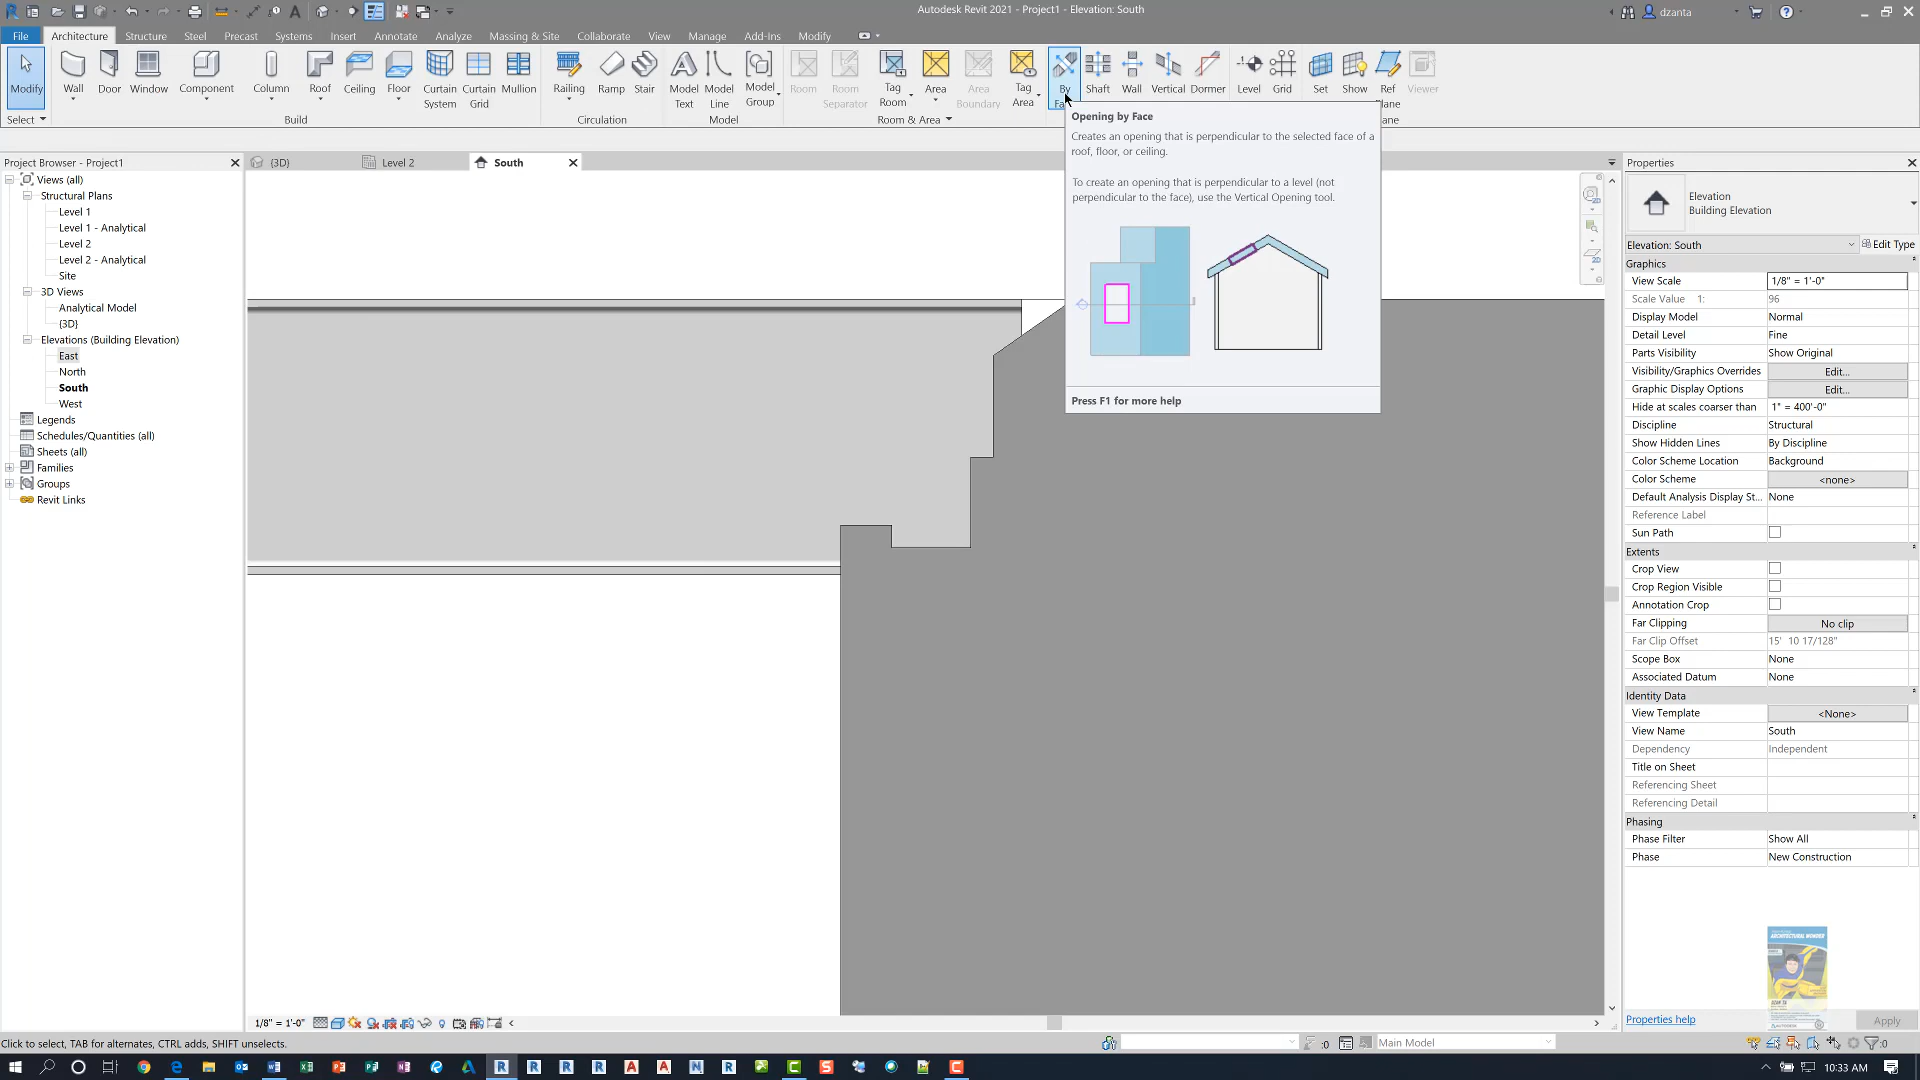 Autodesk Revit 2021 - Project1 - Elevation: South
dzanta
File Architecture Structure Steel Precast Systems Insert Annotate Analyze Massing & Site Collaborate View Manage Add-Ins Modify
Modify Wall Door Window Component Column Roof Ceiling Floor Curtain System Curtain Grid Mullion Railing Ramp Stair Model Text Model Line Model Group Room Room Separator Tag Room Area Area Boundary Tag Area By Shaft Wall Vertical Dormer Level Grid Set Show Ref Plane Viewer
Select Build Circulation Model Room & Area
Opening by Face
Creates an opening that is perpendicular to the selected face of a
roof, floor, or ceiling.
To create an opening that is perpendicular to a level (not
perpendicular to the face), use the Vertical Opening tool.
Press F1 for more help
Project Browser - Project1
{3D} Level 2 South
Views (all)
Structural Plans
Level 1
Level 1 - Analytical
Level 2
Level 2 - Analytical
Site
3D Views
Analytical Model
{3D}
Elevations (Building Elevation)
East
North
South
West
Legends
Schedules/Quantities (all)
Sheets (all)
Families
Groups
Revit Links
Properties
Elevation
Building Elevation
Elevation: South Edit Type
Graphics
View Scale 1/8" = 1'-0"
Scale Value 1: 96
Display Model Normal
Detail Level Fine
Parts Visibility Show Original
Visibility/Graphics Overrides Edit...
Graphic Display Options Edit...
Hide at scales coarser than 1" = 400'-0"
Discipline Structural
Show Hidden Lines By Discipline
Color Scheme Location Background
Color Scheme <none>
Default Analysis Display St... None
Reference Label
Sun Path
Extents
Crop View
Crop Region Visible
Annotation Crop
Far Clipping No clip
Far Clip Offset 15' 10 17/128"
Scope Box None
Associated Datum None
Identity Data
View Template <None>
View Name South
Dependency Independent
Title on Sheet
Referencing Sheet
Referencing Detail
Phasing
Phase Filter Show All
Phase New Construction
ARCHITECTURAL WONDER
Properties help Apply
1/8" = 1'-0"
Click to select, TAB for alternates, CTRL adds, SHIFT unselects.
:0 Main Model :0
10:33 AM